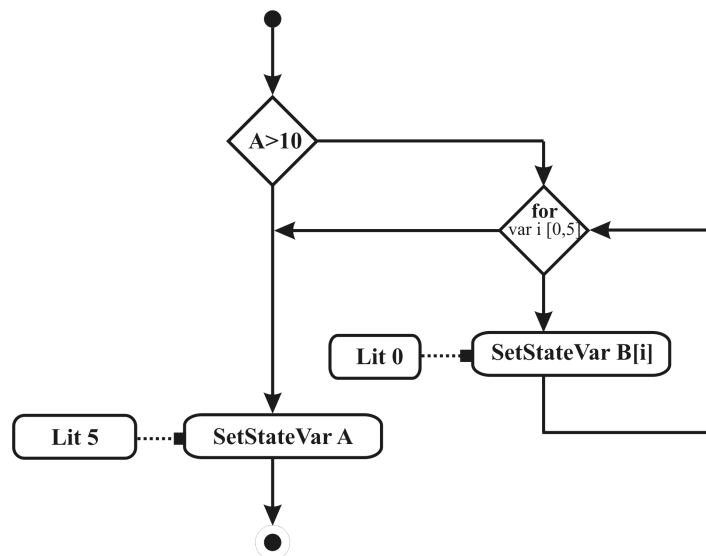 A>10
for
var i [0,5]
Lit 0
SetStateVar B[i]
Lit 5
SetStateVar A